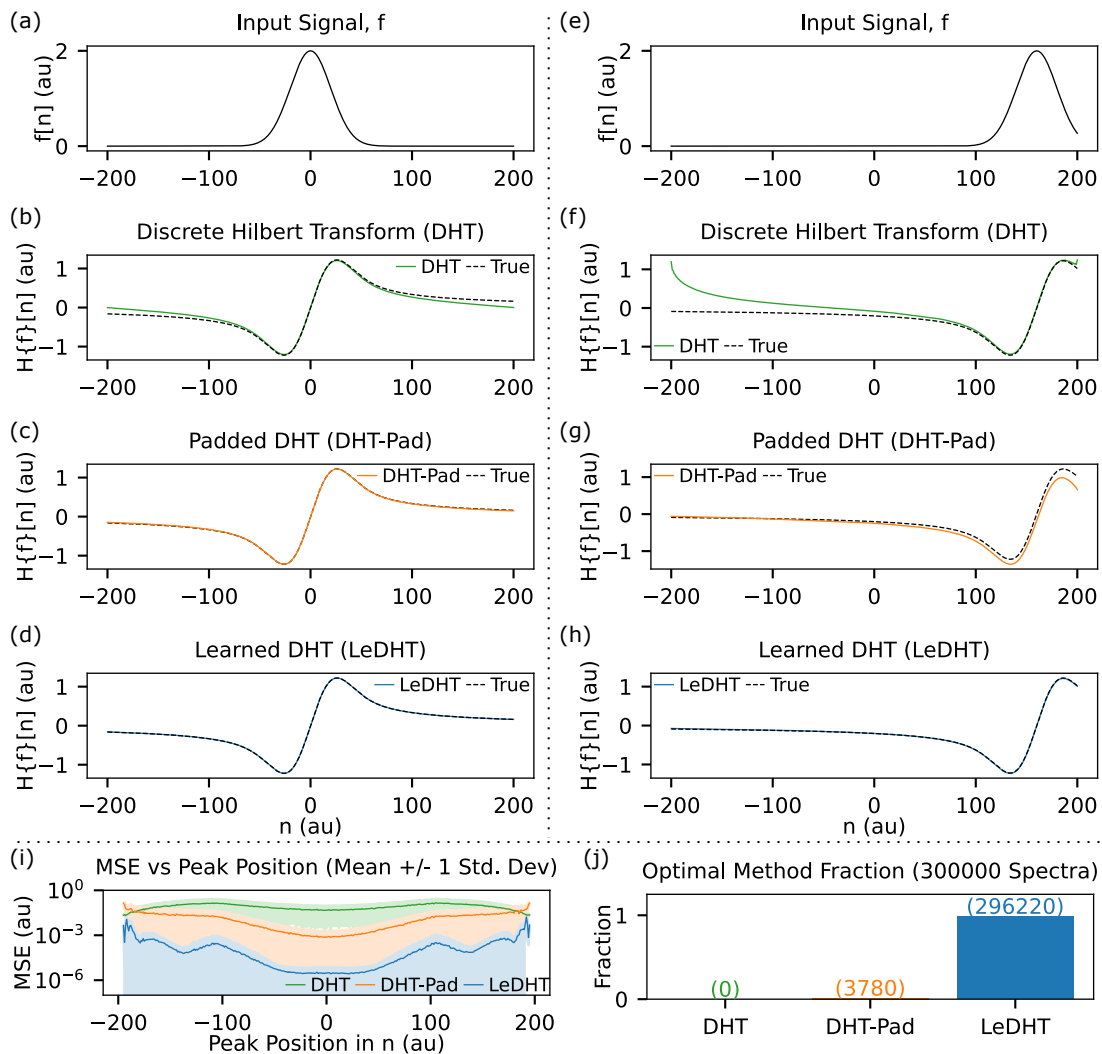 (a)
Input Signal, f
f[n] (au)
2
0
−200 −100 0 100 200
(b)
Discrete Hilbert Transform (DHT)
H{f}[n] (au)
1
0
−1
DHT True
−200 −100 0 100 200
(c)
Padded DHT (DHT-Pad)
H{f}[n] (au)
1
0
−1
DHT-Pad True
−200 −100 0 100 200
(d)
Learned DHT (LeDHT)
H{f}[n] (au)
1
0
−1
LeDHT True
−200 −100 0 100 200
n (au)
(e)
Input Signal, f
f[n] (au)
2
0
−200 −100 0 100 200
(f)
Discrete Hilbert Transform (DHT)
H{f}[n] (au)
1
0
−1
DHT True
−200 −100 0 100 200
(g)
Padded DHT (DHT-Pad)
H{f}[n] (au)
1
0
−1
DHT-Pad True
−200 −100 0 100 200
(h)
Learned DHT (LeDHT)
H{f}[n] (au)
1
0
−1
LeDHT True
−200 −100 0 100 200
n (au)
(i)
MSE vs Peak Position (Mean +/- 1 Std. Dev)
MSE (au)
10⁰
10⁻³
10⁻⁶
DHT DHT-Pad LeDHT
−200 −100 0 100 200
Peak Position in n (au)
(j)
Optimal Method Fraction (300000 Spectra)
Fraction
1
0
(0) (3780) (296220)
DHT DHT-Pad LeDHT